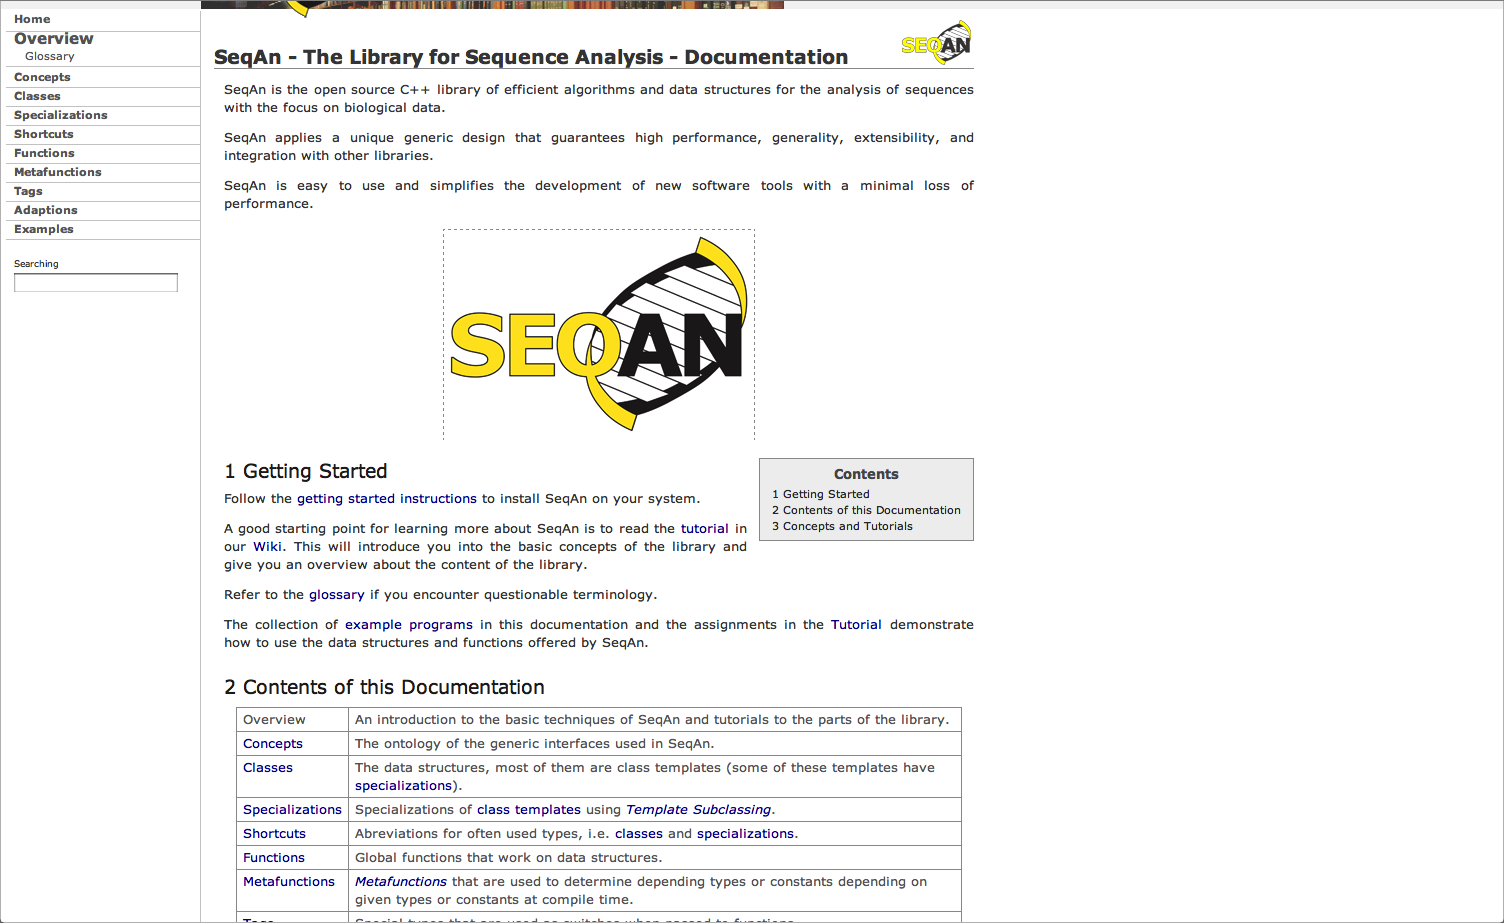 Home
Overview
Glossary
Concepts
Classes
Specializations
Shortcuts
Functions
Metafunctions
Tags
Adaptions
Examples
Searching
SeqAn - The Library for Sequence Analysis - Documentation
SEQAN
SeqAn is the open source C++ library of efficient algorithms and data structures for the analysis of sequences
with the focus on biological data.
SeqAn applies a unique generic design that guarantees high performance, generality, extensibility, and
integration with other libraries.
SeqAn is easy to use and simplifies the development of new software tools with a minimal loss of
performance.
SEQAN
1 Getting Started
Follow the getting started instructions to install SeqAn on your system.
A good starting point for learning more about SeqAn is to read the tutorial in
our Wiki. This will introduce you into the basic concepts of the library and
give you an overview about the content of the library.
Refer to the glossary if you encounter questionable terminology.
The collection of example programs in this documentation and the assignments in the Tutorial demonstrate
how to use the data structures and functions offered by SeqAn.
Contents
1 Getting Started
2 Contents of this Documentation
3 Concepts and Tutorials
2 Contents of this Documentation
Overview An introduction to the basic techniques of SeqAn and tutorials to the parts of the library.
Concepts The ontology of the generic interfaces used in SeqAn.
Classes The data structures, most of them are class templates (some of these templates have
specializations).
Specializations Specializations of class templates using Template Subclassing.
Shortcuts Abreviations for often used types, i.e. classes and specializations.
Functions Global functions that work on data structures.
Metafunctions Metafunctions that are used to determine depending types or constants depending on
given types or constants at compile time.
Tags Special types that are used as switches when passed to functions.